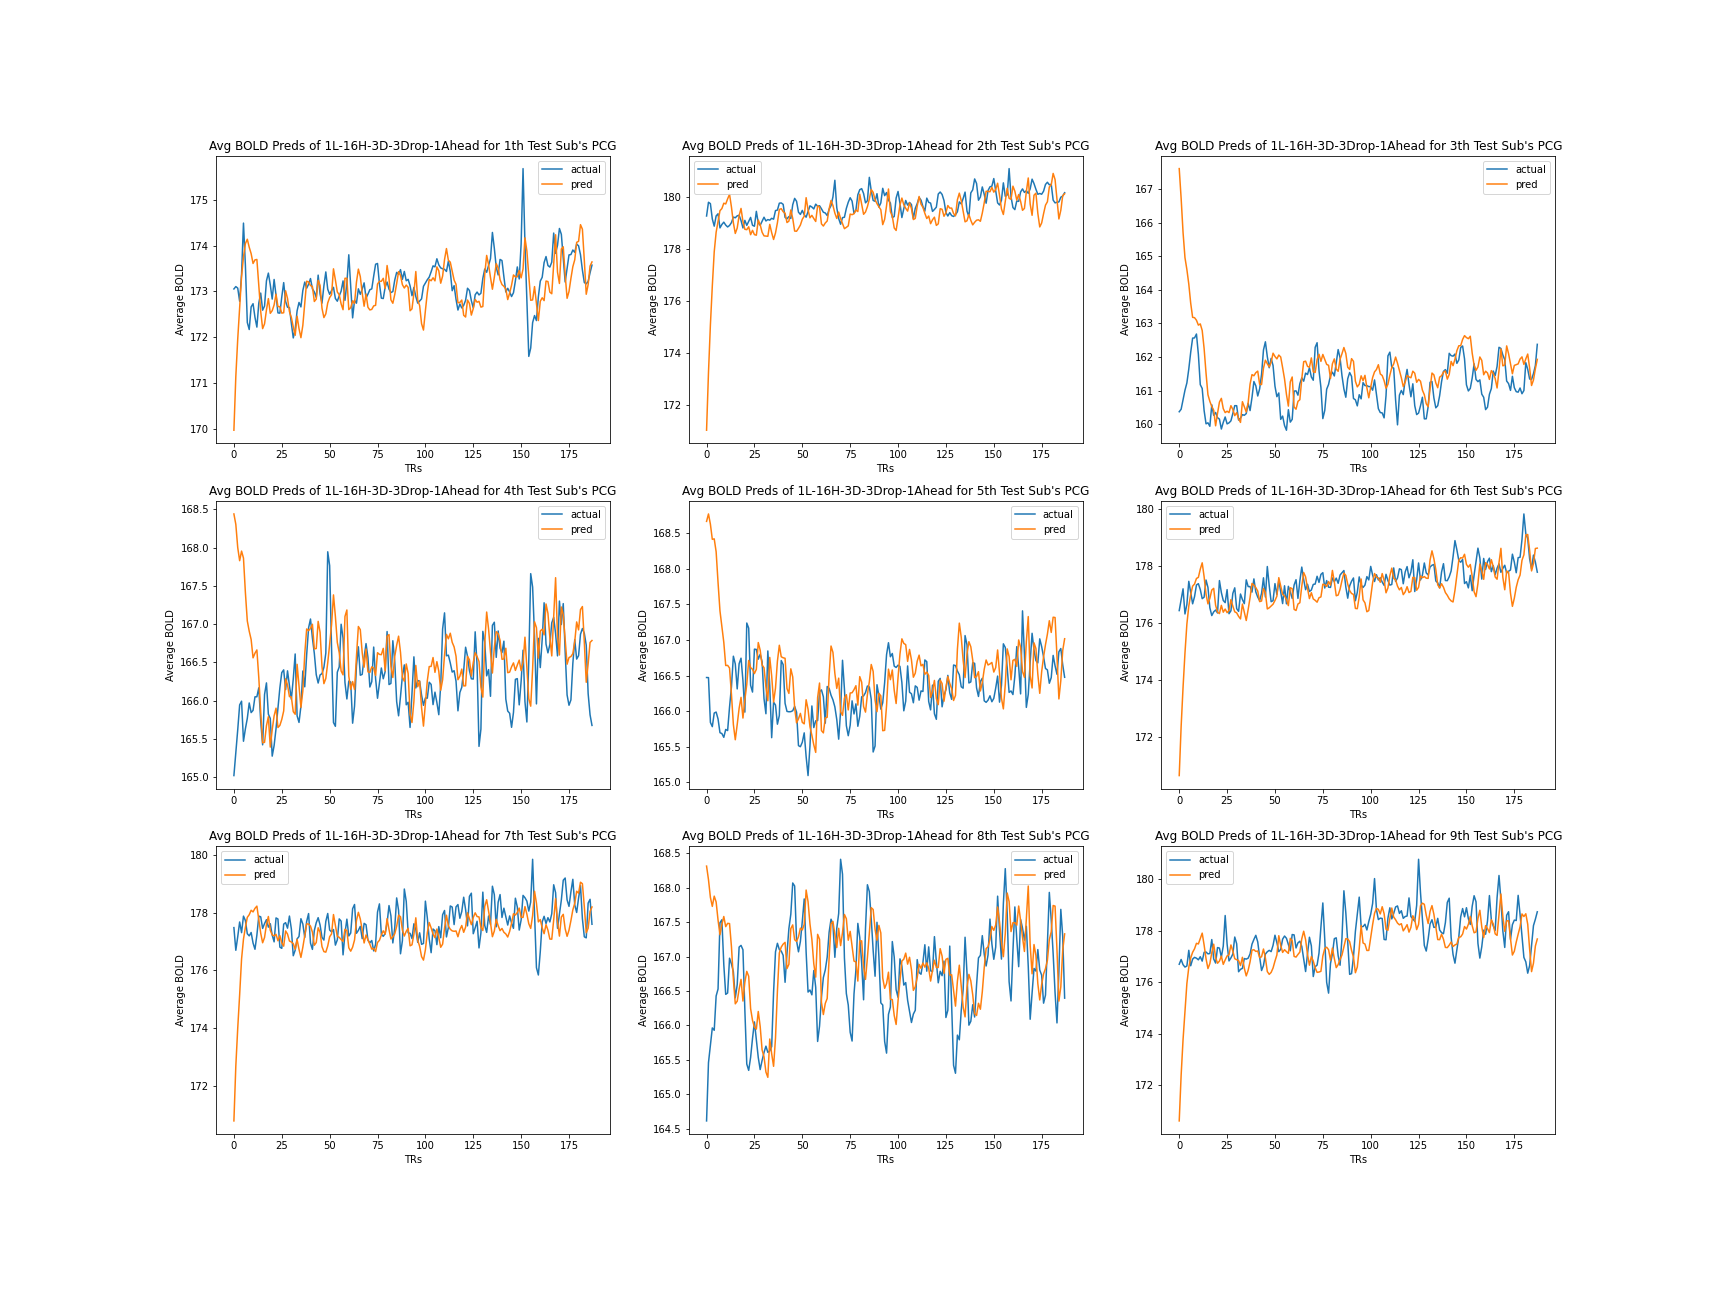 Avg BOLD Preds of 1L-16H-3D-3Drop-1Ahead for 1th Test Sub's PCG
actual
pred
175
174
173
172
171
170
Average BOLD
0 25 50 75 100 125 150 175
TRs
Avg BOLD Preds of 1L-16H-3D-3Drop-1Ahead for 2th Test Sub's PCG
actual
pred
180
178
176
174
172
Average BOLD
0 25 50 75 100 125 150 175
TRs
Avg BOLD Preds of 1L-16H-3D-3Drop-1Ahead for 3th Test Sub's PCG
actual
pred
167
166
165
164
163
162
161
160
Average BOLD
0 25 50 75 100 125 150 175
TRs
Avg BOLD Preds of 1L-16H-3D-3Drop-1Ahead for 4th Test Sub's PCG
actual
pred
168.5
168.0
167.5
167.0
166.5
166.0
165.5
165.0
Average BOLD
0 25 50 75 100 125 150 175
TRs
Avg BOLD Preds of 1L-16H-3D-3Drop-1Ahead for 5th Test Sub's PCG
actual
pred
168.5
168.0
167.5
167.0
166.5
166.0
165.5
165.0
Average BOLD
0 25 50 75 100 125 150 175
TRs
Avg BOLD Preds of 1L-16H-3D-3Drop-1Ahead for 6th Test Sub's PCG
actual
pred
180
178
176
174
172
Average BOLD
0 25 50 75 100 125 150 175
TRs
Avg BOLD Preds of 1L-16H-3D-3Drop-1Ahead for 7th Test Sub's PCG
actual
pred
180
178
176
174
172
Average BOLD
0 25 50 75 100 125 150 175
TRs
Avg BOLD Preds of 1L-16H-3D-3Drop-1Ahead for 8th Test Sub's PCG
actual
pred
168.5
168.0
167.5
167.0
166.5
166.0
165.5
165.0
164.5
Average BOLD
0 25 50 75 100 125 150 175
TRs
Avg BOLD Preds of 1L-16H-3D-3Drop-1Ahead for 9th Test Sub's PCG
actual
pred
180
178
176
174
172
Average BOLD
0 25 50 75 100 125 150 175
TRs